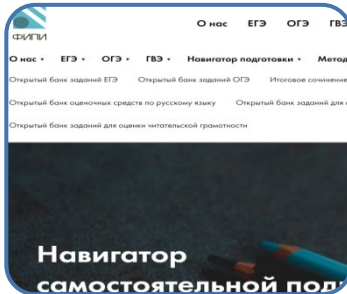 ФИПИ
О нас ЕГЭ ОГЭ ГВЭ
О нас ЕГЭ ОГЭ ГВЭ Навигатор подготовки Метод
Открытый банк заданий ЕГЭ Открытый банк заданий ОГЭ Итоговое сочинение
Открытый банк оценочных средств по русскому языку Открытый банк заданий для
Открытый банк заданий для оценки читательской грамотности
Навигатор
самостоятельной под